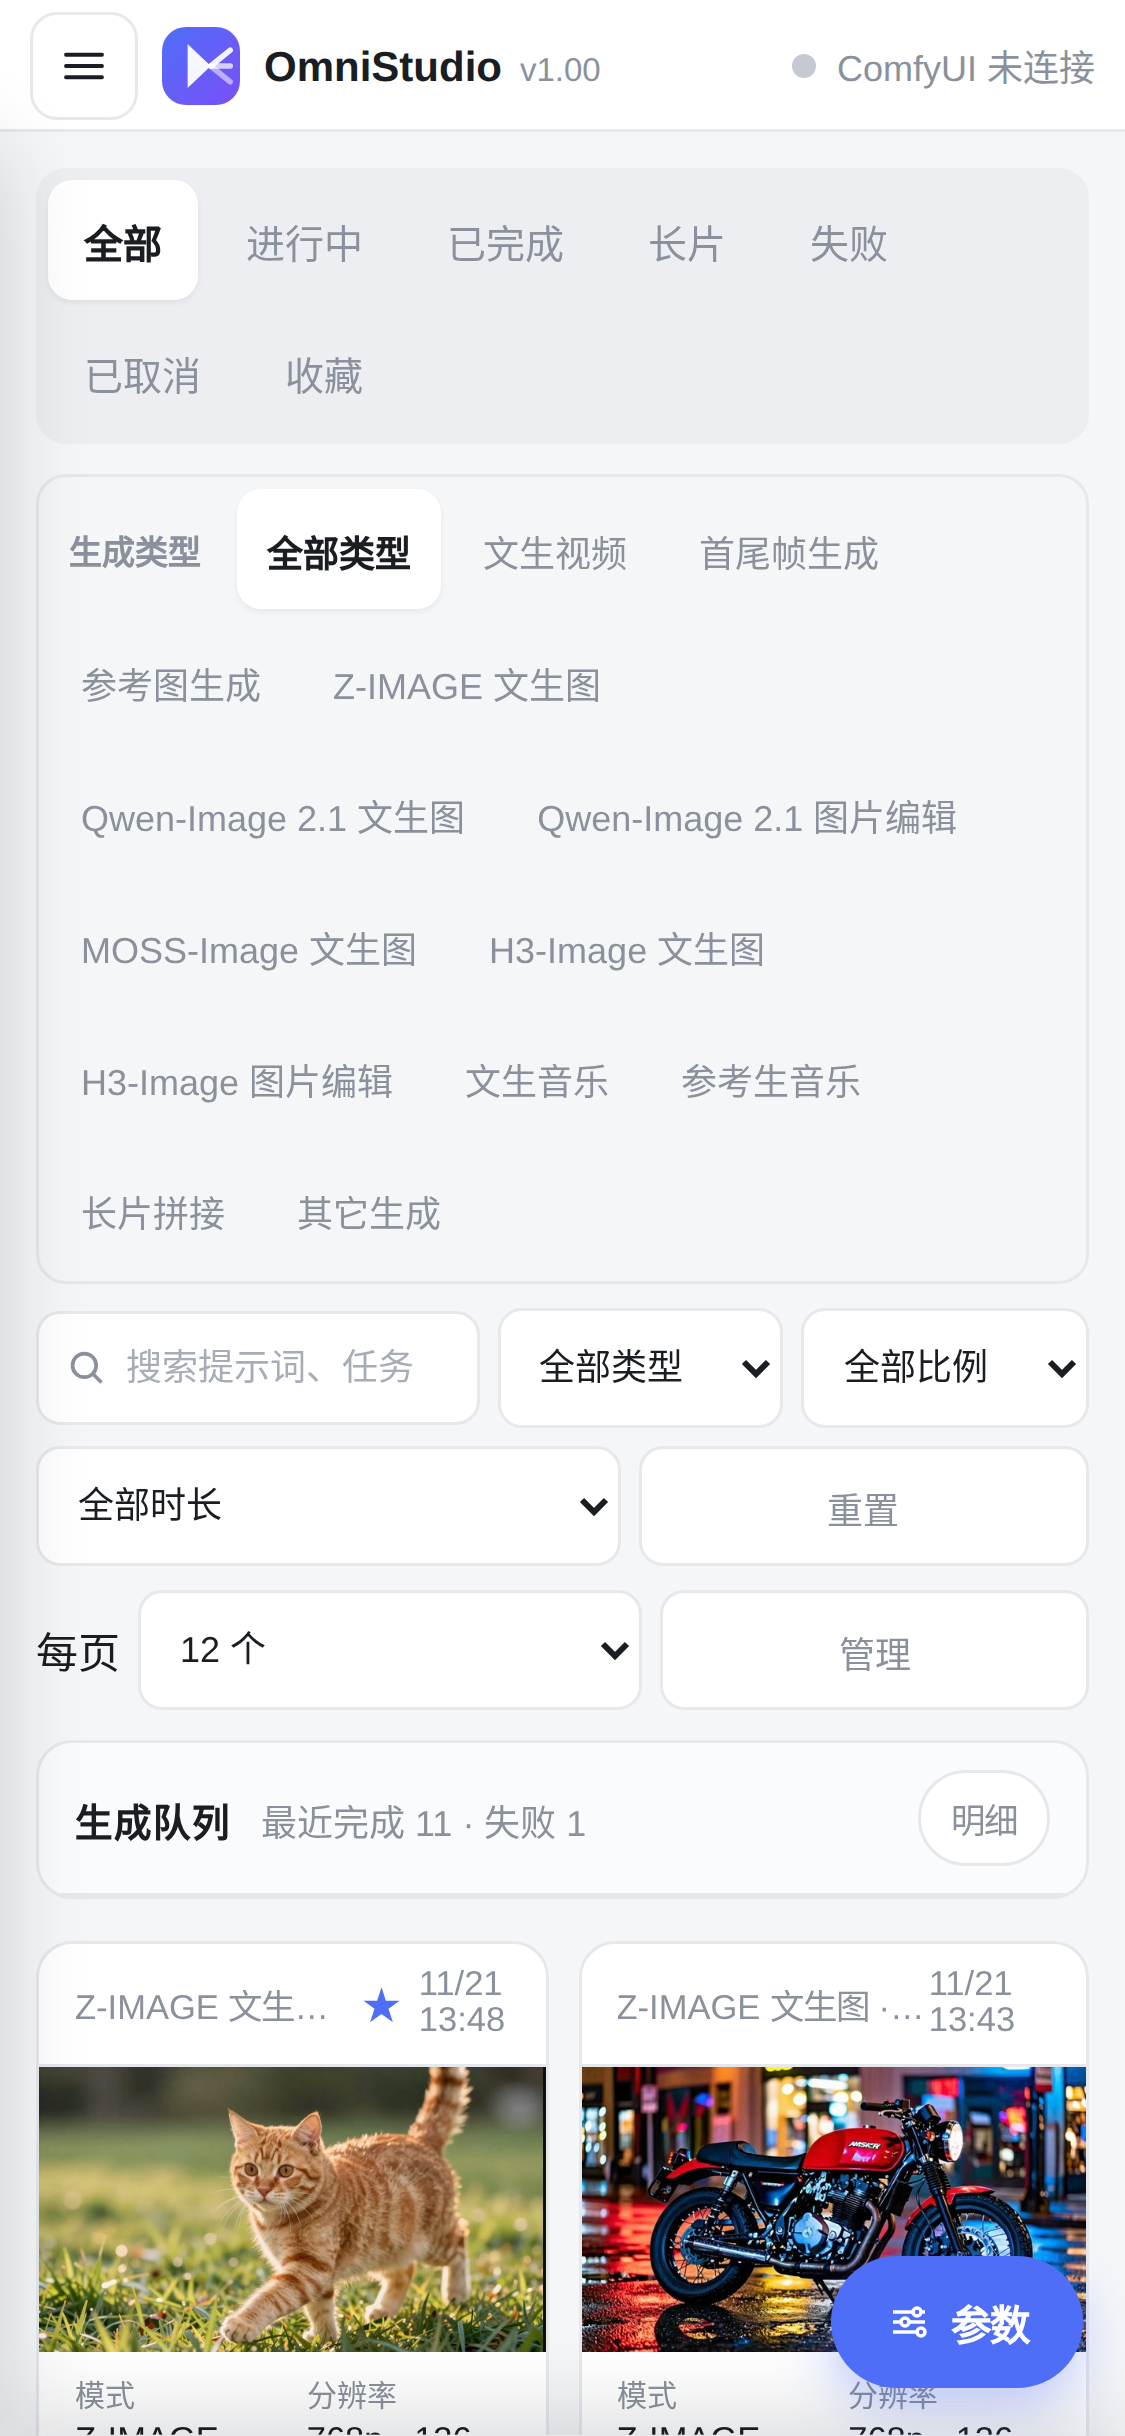 OmniStudio v1.00 ComfyUI 未连接
全部 进行中 已完成 长片 失败
已取消 收藏
生成类型 全部类型 文生视频 首尾帧生成
参考图生成 Z-IMAGE 文生图
Qwen-Image 2.1 文生图 Qwen-Image 2.1 图片编辑
MOSS-Image 文生图 H3-Image 文生图
H3-Image 图片编辑 文生音乐 参考生音乐
长片拼接 其它生成
搜索提示词、任务 全部类型 全部比例
全部时长 重置
每页 12 个 管理
生成队列 最近完成 11 · 失败 1 明细
Z-IMAGE 文生… ★ 11/21 13:48
Z-IMAGE 文生图 ·… 11/21 13:43
参数
模式 分辨率 模式 分辨率